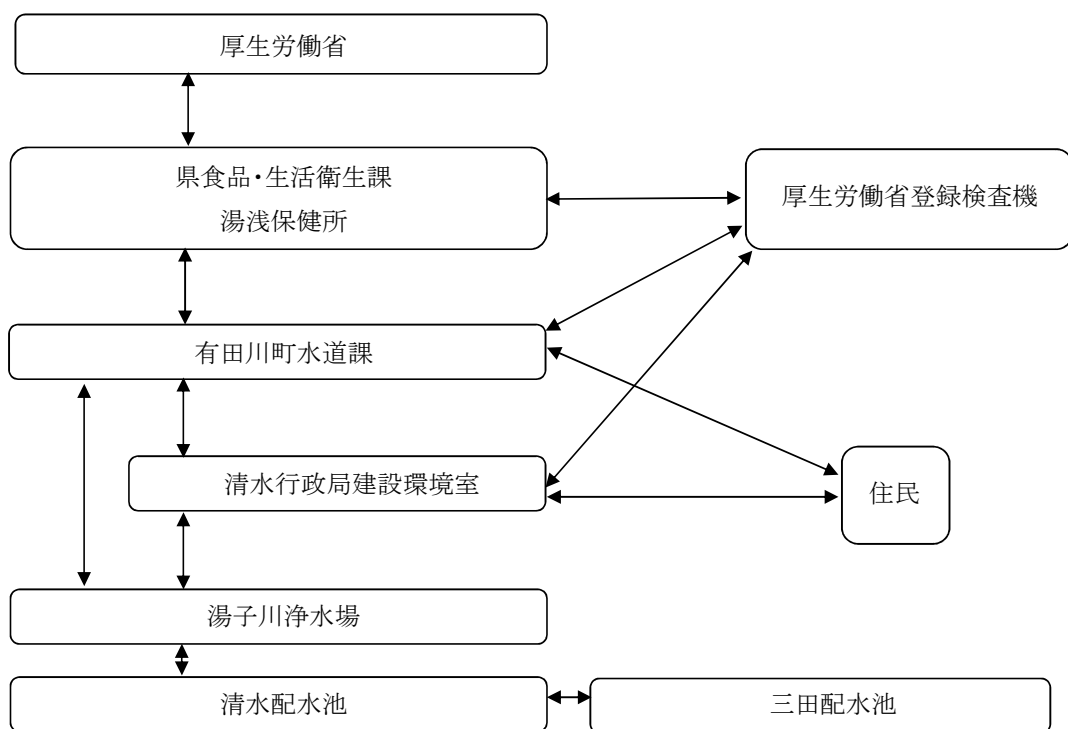 厚生労働省
県食品・生活衛生課
湯浅保健所
厚生労働省登録検査機
有田川町水道課
清水行政局建設環境室
住民
湯子川浄水場
清水配水池
三田配水池